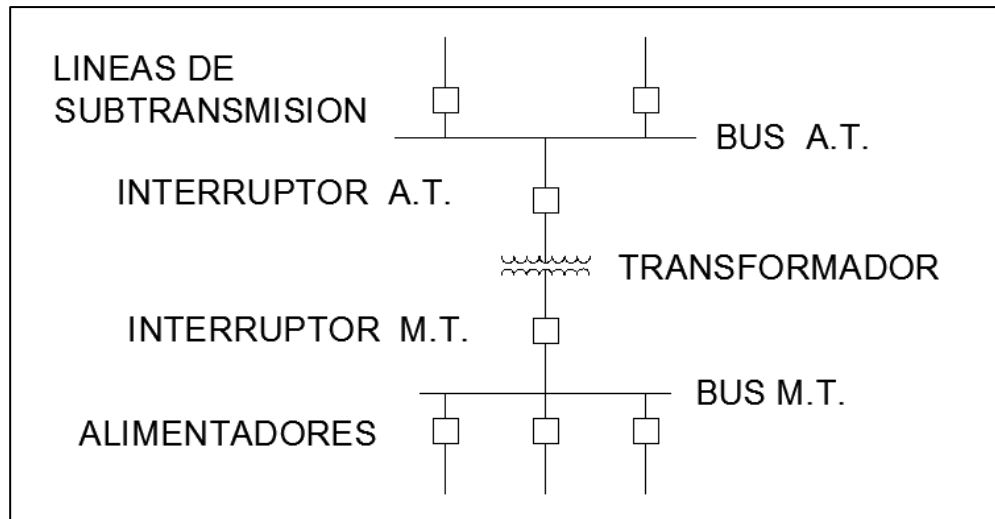 LINEAS DE
SUBTRANSMISION
BUS A.T.
INTERRUPTOR A.T.
TRANSFORMADOR
INTERRUPTOR M.T.
BUS M.T.
ALIMENTADORES